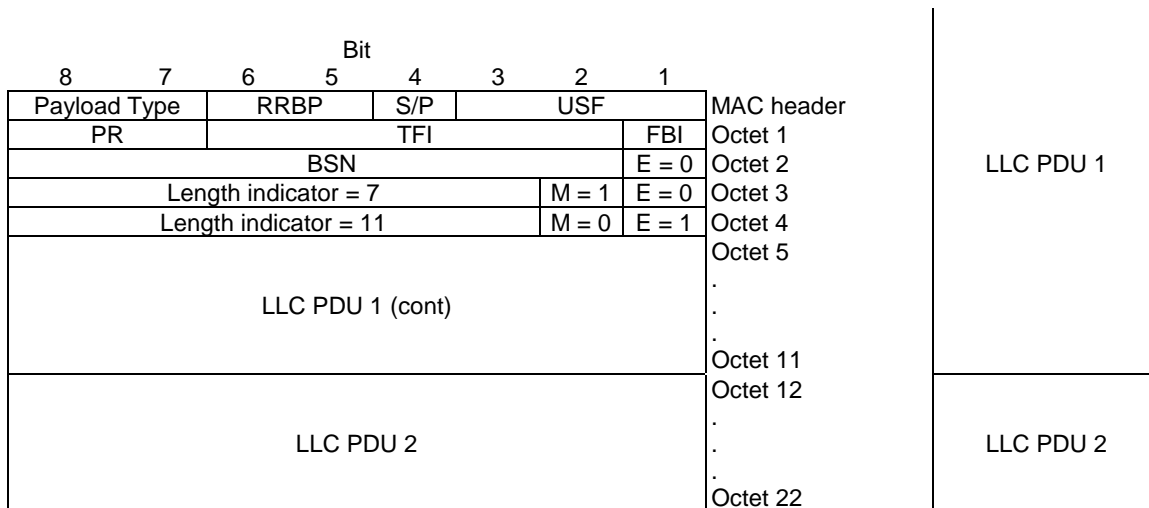 Bit
8 7 6 5 4 3 2 1
Payload Type RRBP S/P USF MAC header
PR TFI FBI Octet 1
BSN E = 0 Octet 2 LLC PDU 1
Length indicator = 7 M = 1 E = 0 Octet 3
Length indicator = 11 M = 0 E = 1 Octet 4
Octet 5
.
LLC PDU 1 (cont) .
.
Octet 11
Octet 12
.
LLC PDU 2 . LLC PDU 2
.
Octet 22